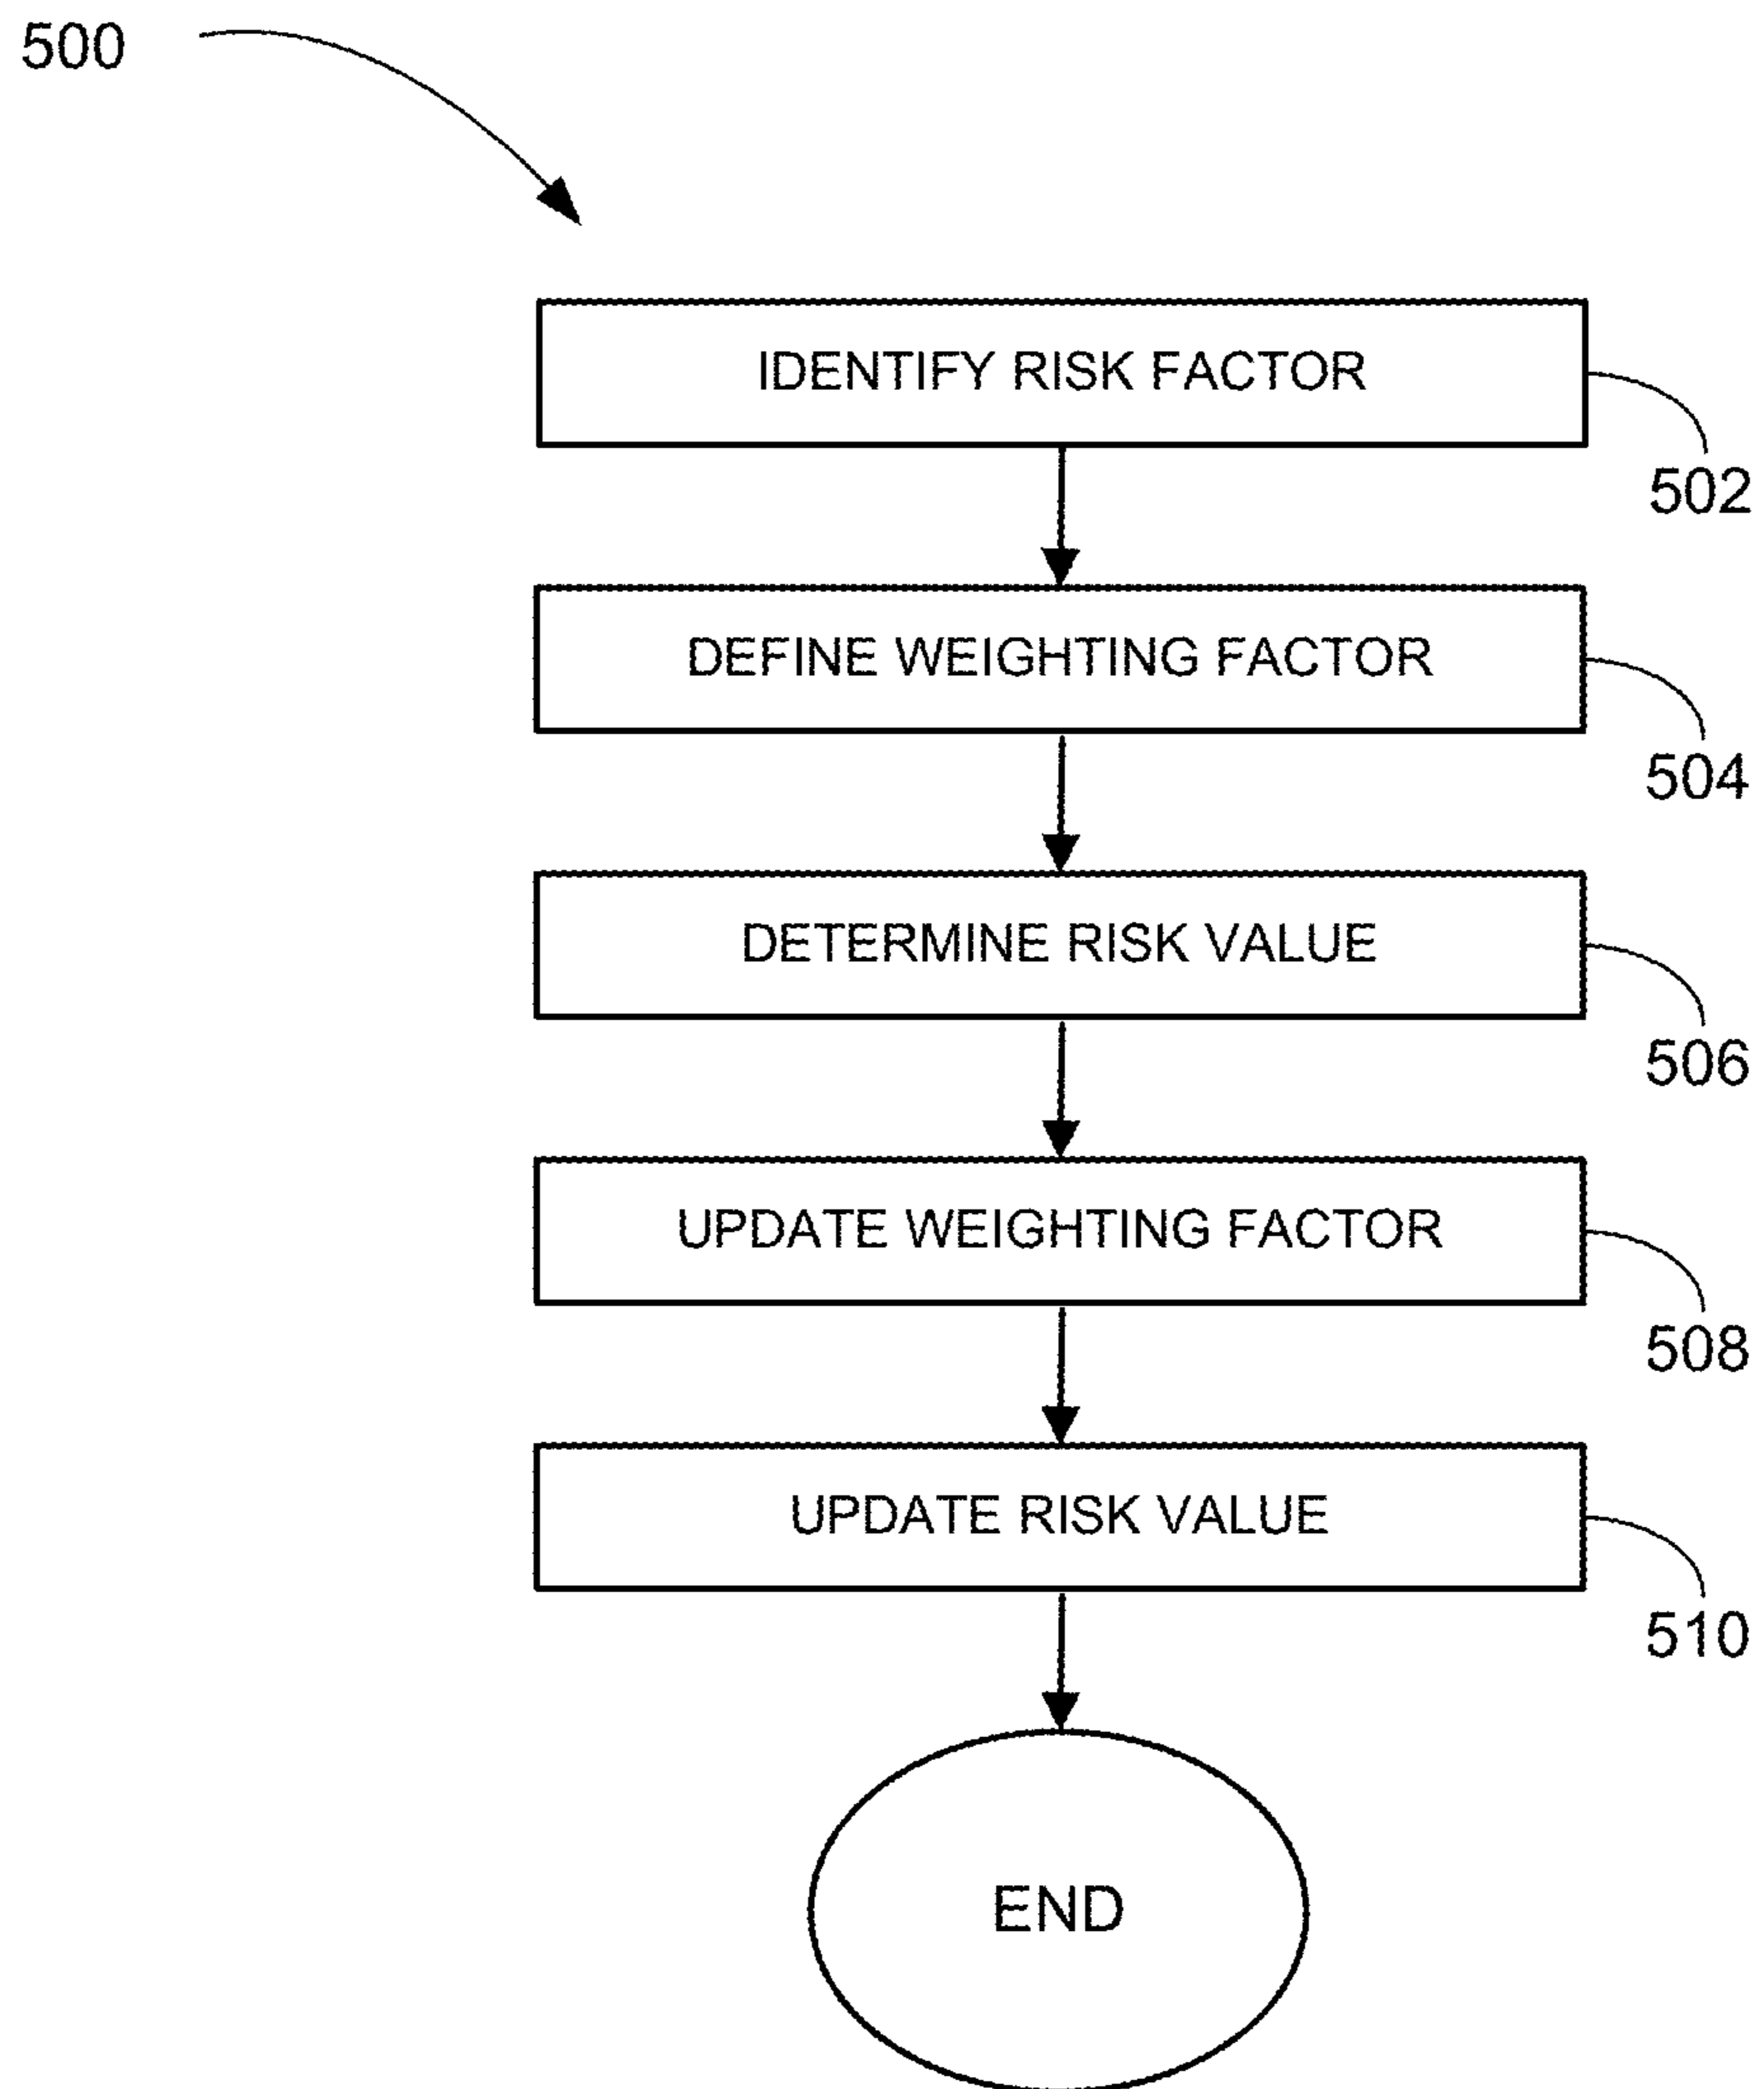 500
IDENTIFY RISK FACTOR
502
DEFINE WEIGHTING FACTOR
504
DETERMINE RISK VALUE
506
UPDATE WEIGHTING FACTOR
508
UPDATE RISK VALUE
510
END